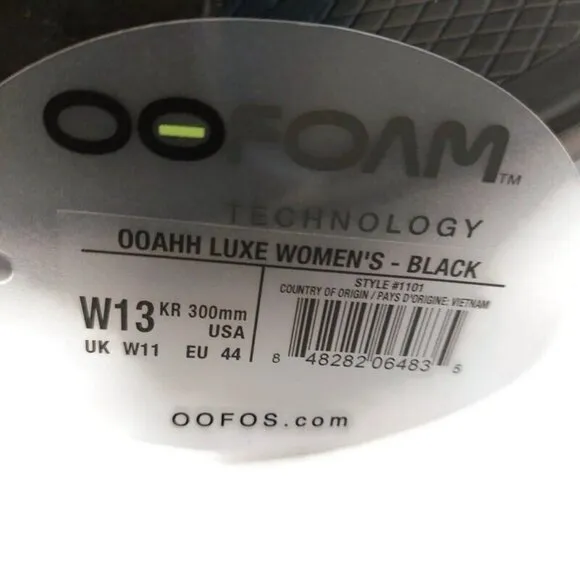 OOFOAM™
TECHNOLOGY
OOAHH LUXE WOMEN'S - BLACK
W13 KR 300mm
USA
UK W11 EU 44
STYLE #1101
COUNTRY OF ORIGIN / PAYS D'ORIGINE: VIETNAM
8 48282 06483 5
OOFOS.com